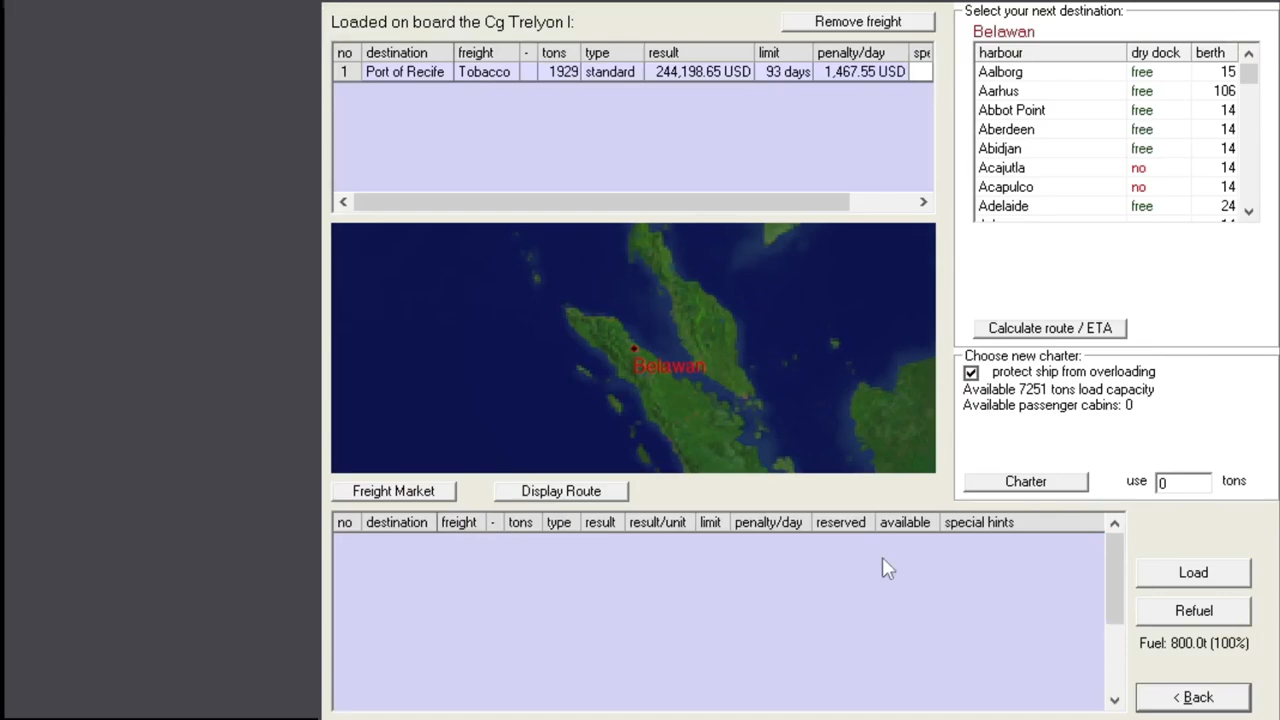 Loaded on board the Cg Trelyon I:
Remove freight
no destination freight - tons type result limit penalty/day spe
1 Port of Recife Tobacco 1929 standard 244,198.65 USD 93 days 1,467.55 USD
Belawan
Freight Market
Display Route
Select your next destination:
Belawan
harbour dry dock berth
Aalborg free 15
Aarhus free 106
Abbot Point free 14
Aberdeen free 14
Abidjan free 14
Acajutla no 14
Acapulco no 14
Adelaide free 24
Calculate route / ETA
Choose new charter:
protect ship from overloading
Available 7251 tons load capacity
Available passenger cabins: 0
Charter use 0 tons
no destination freight - tons type result result/unit limit penalty/day reserved available special hints
Load
Refuel
Fuel: 800.0t (100%)
< Back